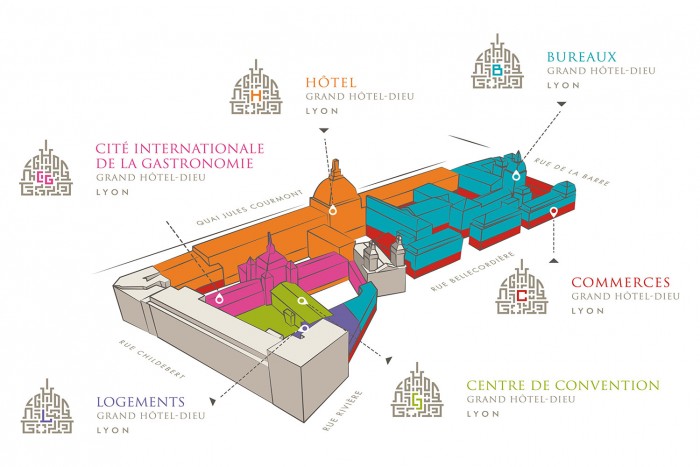 BUREAUX
GRAND HÔTEL-DIEU
LYON
B
HÔTEL
GRAND HÔTEL-DIEU
LYON
H
CITÉ INTERNATIONALE
DE LA GASTRONOMIE
GRAND HÔTEL-DIEU
LYON
CG
QUAI JULES COURMONT
RUE DE LA BARRE
RUE BELLECORDIÈRE
COMMERCES
GRAND HÔTEL-DIEU
LYON
C
RUE CHILDEBERT
RUE RIVIÈRE
LOGEMENTS
GRAND HÔTEL-DIEU
LYON
L
CENTRE DE CONVENTION
GRAND HÔTEL-DIEU
LYON